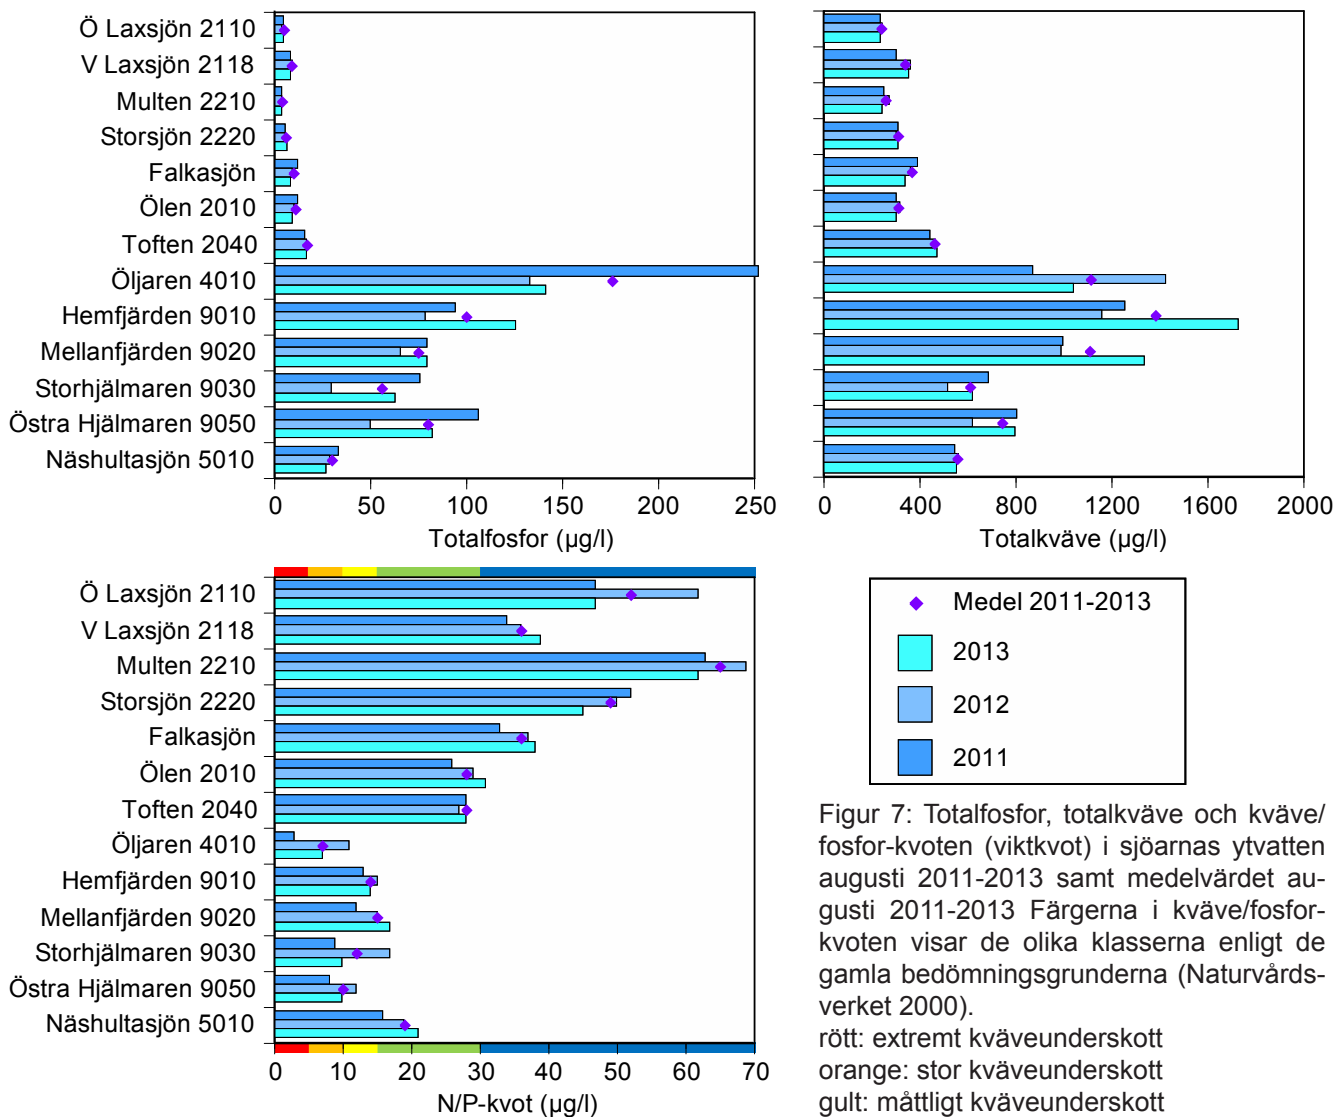 Ö Laxsjön 2110
V Laxsjön 2118
Multen 2210
Storsjön 2220
Falkasjön
Ölen 2010
Toften 2040
Öljaren 4010
Hemfjärden 9010
Mellanfjärden 9020
Storhjälmaren 9030
Östra Hjälmaren 9050
Näshultasjön 5010
0 50 100 150 200 250
Totalfosfor (µg/l)
0 400 800 1200 1600 2000
Totalkväve (µg/l)
Ö Laxsjön 2110
V Laxsjön 2118
Multen 2210
Storsjön 2220
Falkasjön
Ölen 2010
Toften 2040
Öljaren 4010
Hemfjärden 9010
Mellanfjärden 9020
Storhjälmaren 9030
Östra Hjälmaren 9050
Näshultasjön 5010
0 10 20 30 40 50 60 70
N/P-kvot (µg/l)
Medel 2011-2013
2013
2012
2011
Figur 7: Totalfosfor, totalkväve och kväve/
fosfor-kvoten (viktkvot) i sjöarnas ytvatten
augusti 2011-2013 samt medelvärdet au-
gusti 2011-2013 Färgerna i kväve/fosfor-
kvoten visar de olika klasserna enligt de
gamla bedömningsgrunderna (Naturvårds-
verket 2000).
rött: extremt kväveunderskott
orange: stor kväveunderskott
gult: måttligt kväveunderskott